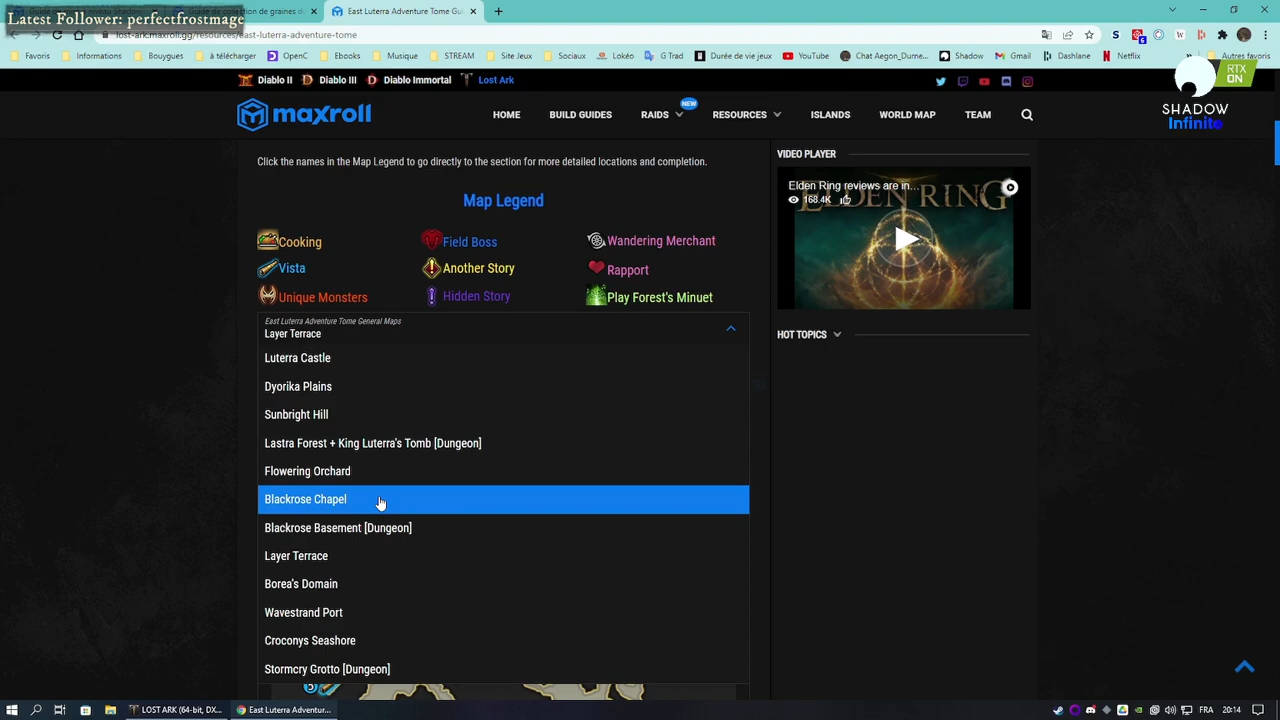 Latest Follower: perfectfrostmage
East Luterra Adventure Tome Gu
lost-ark.maxroll.gg/resources/east-luterra-adventure-tome
Favoris
Informations
Bouygues
à télécharger
OpenC
Ebooks
Musique
STREAM
Site Jeux
Sociaux
Lokéo
G Trad
Durée de vie jeux
YouTube
Chat Aegon_Dume...
Shadow
Gmail
Dashlane
Netflix
Autres favoris
Diablo II
Diablo III
Diablo Immortal
Lost Ark
RTX
ON
SHADOW
Infinite
maxroll
HOME
BUILD GUIDES
RAIDS
NEW
RESOURCES
ISLANDS
WORLD MAP
TEAM
Click the names in the Map Legend to go directly to the section for more detailed locations and completion.
VIDEO PLAYER
Elden Ring reviews are in...
168.4K
ELDEN RING
Map Legend
Cooking
Field Boss
Wandering Merchant
Vista
Another Story
Rapport
Unique Monsters
Hidden Story
Play Forest's Minuet
East Luterra Adventure Tome General Maps
Layer Terrace
HOT TOPICS
Luterra Castle
Dyorika Plains
Sunbright Hill
Lastra Forest + King Luterra's Tomb [Dungeon]
Flowering Orchard
Blackrose Chapel
Blackrose Basement [Dungeon]
Layer Terrace
Borea's Domain
Wavestrand Port
Croconys Seashore
Stormcry Grotto [Dungeon]
5
LOST ARK (64-bit, DX...
East Luterra Adventur...
FRA
20:14